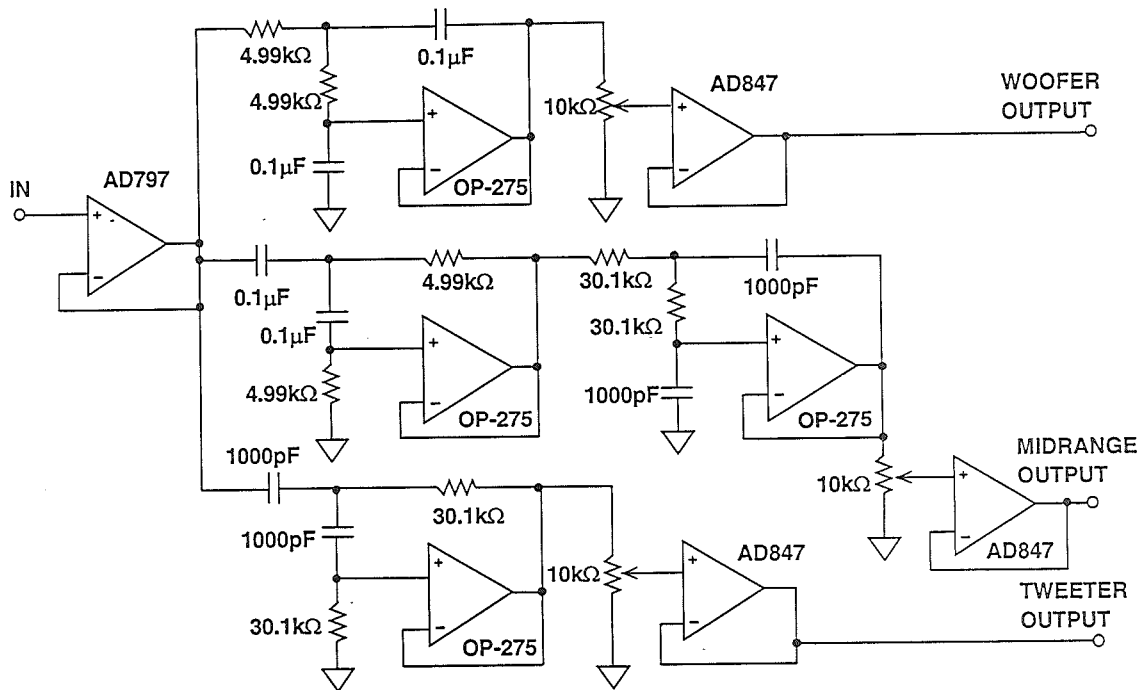 4.99kΩ
0.1µF
4.99kΩ
0.1µF
OP-275
10kΩ
AD847
WOOFER
OUTPUT
IN
AD797
0.1µF
4.99kΩ
0.1µF
4.99kΩ
OP-275
30.1kΩ
1000pF
30.1kΩ
1000pF
OP-275
10kΩ
MIDRANGE
OUTPUT
AD847
1000pF
30.1kΩ
1000pF
30.1kΩ
OP-275
10kΩ
AD847
TWEETER
OUTPUT